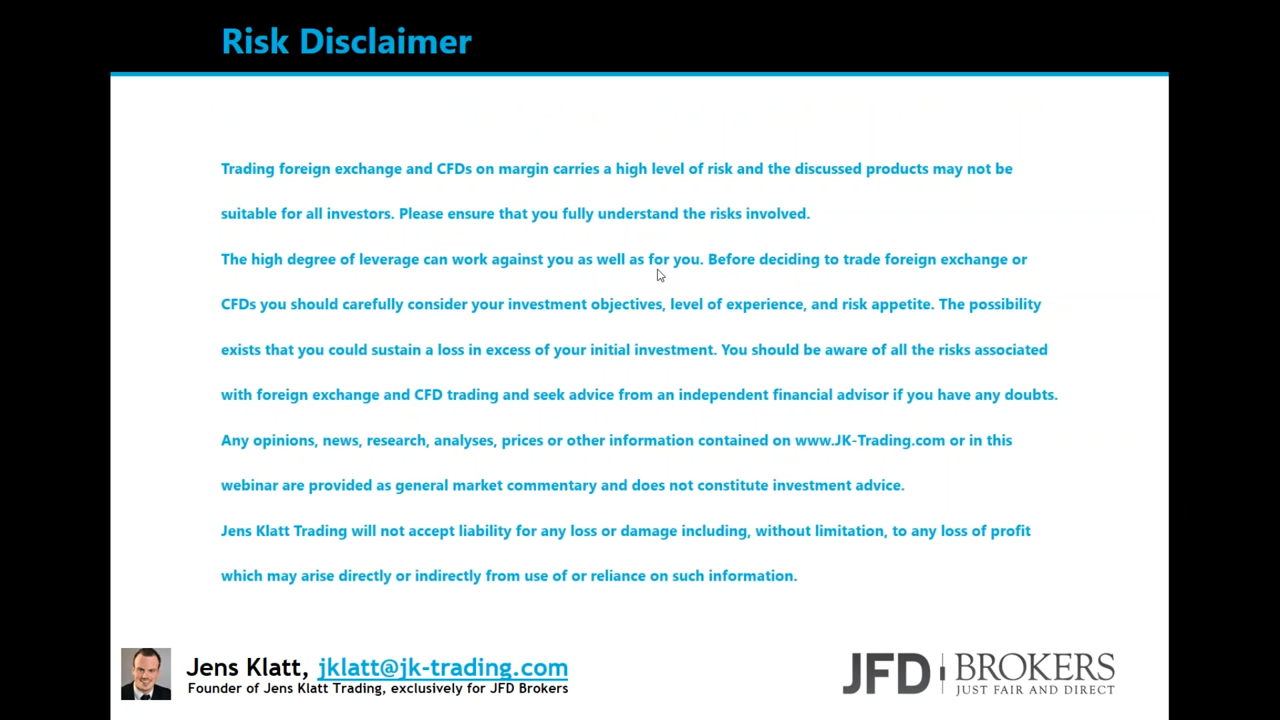 Risk Disclaimer
Trading foreign exchange and CFDs on margin carries a high level of risk and the discussed products may not be
suitable for all investors. Please ensure that you fully understand the risks involved.
The high degree of leverage can work against you as well as for you. Before deciding to trade foreign exchange or
CFDs you should carefully consider your investment objectives, level of experience, and risk appetite. The possibility
exists that you could sustain a loss in excess of your initial investment. You should be aware of all the risks associated
with foreign exchange and CFD trading and seek advice from an independent financial advisor if you have any doubts.
Any opinions, news, research, analyses, prices or other information contained on www.JK-Trading.com or in this
webinar are provided as general market commentary and does not constitute investment advice.
Jens Klatt Trading will not accept liability for any loss or damage including, without limitation, to any loss of profit
which may arise directly or indirectly from use of or reliance on such information.
Jens Klatt, jklatt@jk-trading.com
Founder of Jens Klatt Trading, exclusively for JFD Brokers
JFD BROKERS
JUST FAIR AND DIRECT